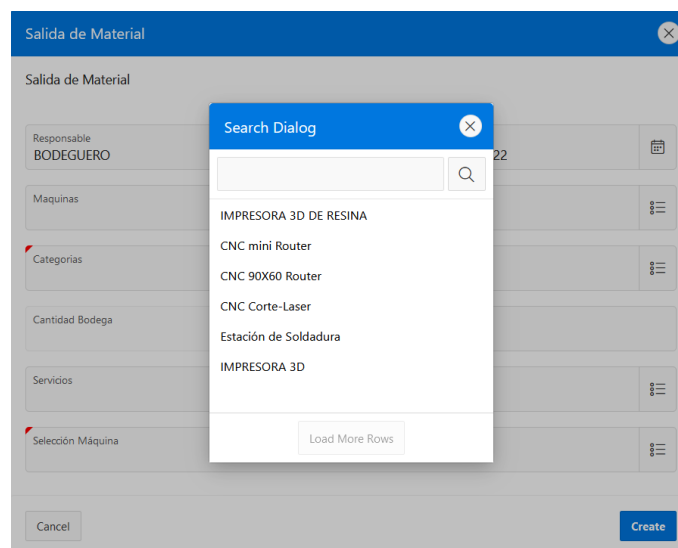 Salida de Material
Salida de Material
Search Dialog
Responsable
BODEGUERO
22
Maquinas
IMPRESORA 3D DE RESINA
CNC mini Router
Categorias
CNC 90X60 Router
CNC Corte-Laser
Cantidad Bodega
Estación de Soldadura
IMPRESORA 3D
Servicios
Load More Rows
Selección Máquina
Cancel
Create